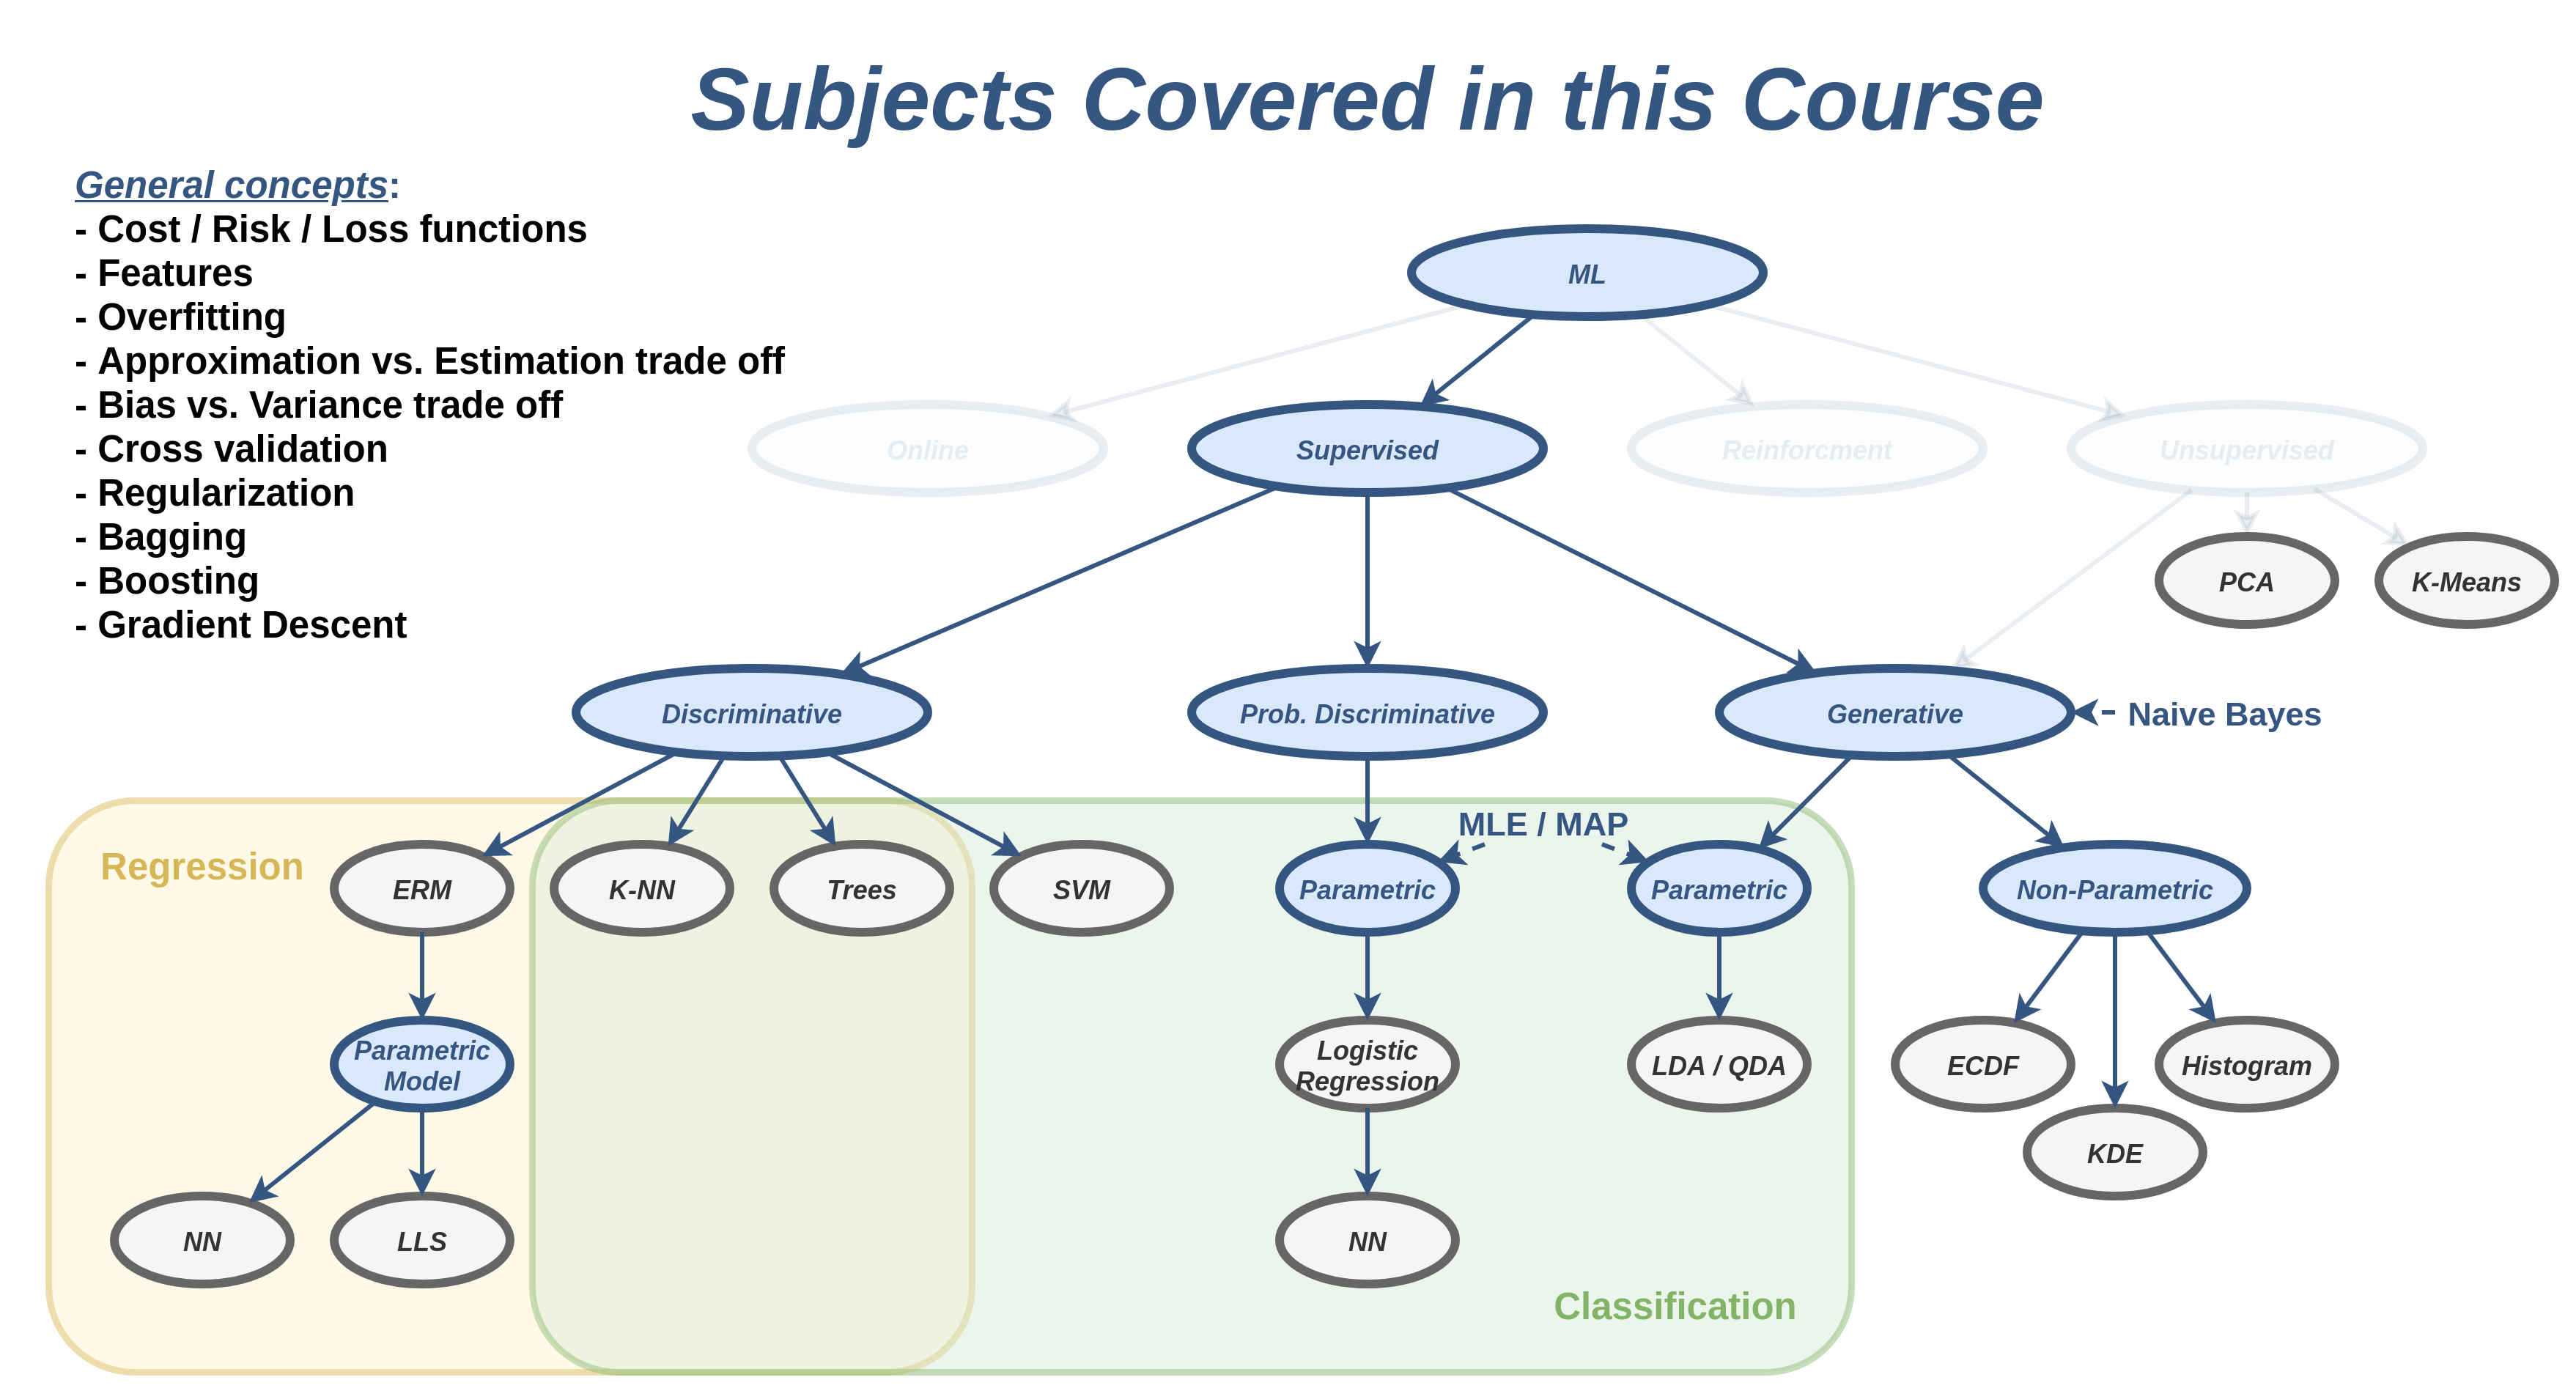 Subjects Covered in this Course
General concepts:
- Cost / Risk / Loss functions
- Features
- Overfitting
- Approximation vs. Estimation trade off
- Bias vs. Variance trade off
- Cross validation
- Regularization
- Bagging
- Boosting
- Gradient Descent
ML
Online
Supervised
Reinforcment
Unsupervised
PCA
K-Means
Discriminative
Prob. Discriminative
Generative
Naive Bayes
MLE / MAP
Regression
ERM
K-NN
Trees
SVM
Parametric
Parametric
Non-Parametric
Parametric
Model
Logistic
Regression
LDA / QDA
ECDF
Histogram
KDE
NN
LLS
NN
Classification